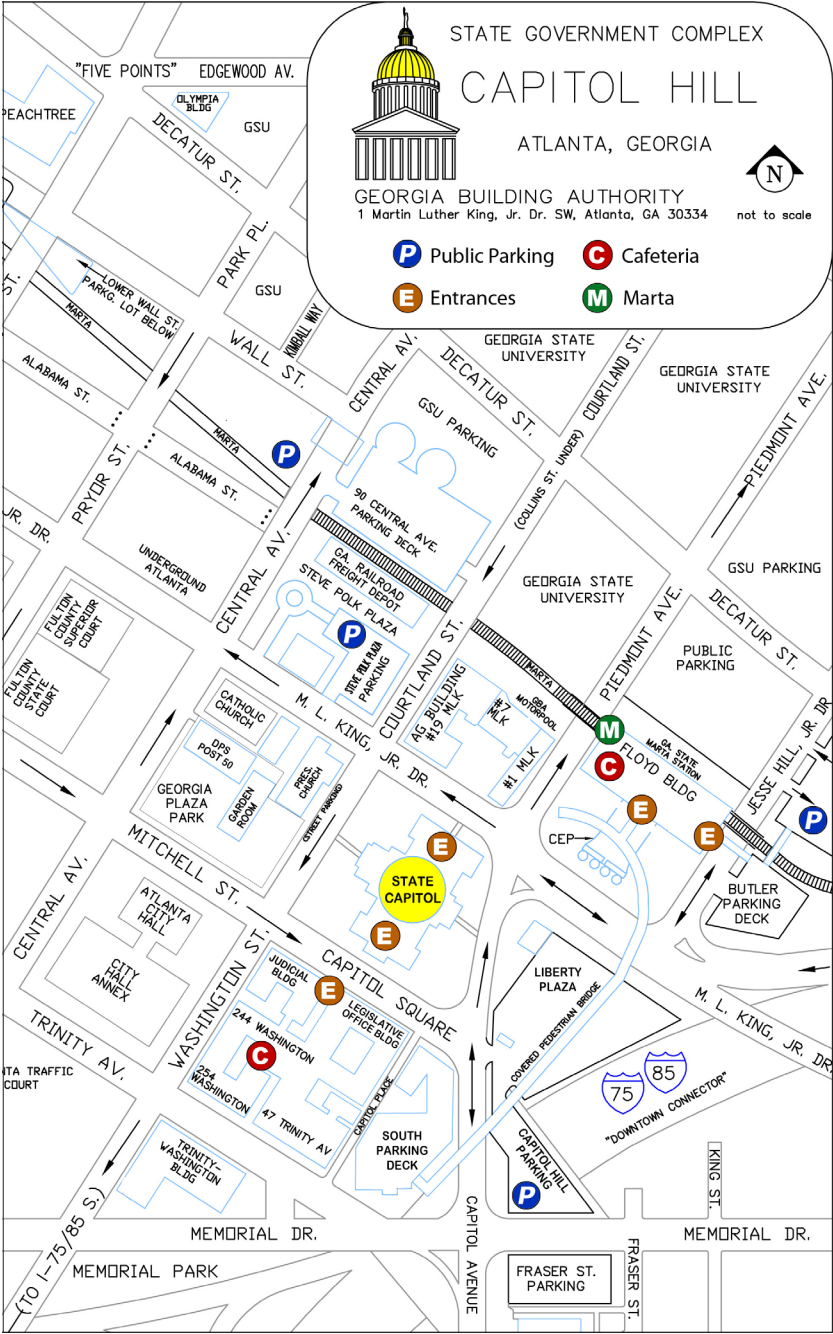 STATE GOVERNMENT COMPLEX
CAPITOL HILL
ATLANTA, GEORGIA
N
not to scale
GEORGIA BUILDING AUTHORITY
1 Martin Luther King, Jr. Dr. SW, Atlanta, GA 30334
P Public Parking
C Cafeteria
E Entrances
M Marta
"FIVE POINTS"
EDGEWOOD AV.
PEACHTREE
OLYMPIA
BLDG
GSU
DECATUR ST.
PARK PL.
GSU
KIMBALL WAY
LOWER WALL ST.
PARKG. LOT BELOW
MARTA
ST.
WALL ST.
CENTRAL AV.
DECATUR ST.
GEORGIA STATE
UNIVERSITY
(COLLINS ST. UNDER) COURTLAND ST.
GEORGIA STATE
UNIVERSITY
PIEDMONT AVE.
ALABAMA ST.
MARTA
P
ALABAMA ST.
PRYOR ST.
GSU PARKING
90 CENTRAL AVE.
PARKING DECK
JR. DR.
UNDERGROUND
ATLANTA
CENTRAL AV.
GA. RAILROAD
FREIGHT DEPOT
STEVE POLK PLAZA
P
STEVE POLK PLAZA
PARKING
GEORGIA STATE
UNIVERSITY
GSU PARKING
DECATUR ST.
PIEDMONT AVE.
PUBLIC
PARKING
FULTON
COUNTY
SUPERIOR
COURT
FULTON
COUNTY
STATE
COURT
COURTLAND ST.
MARTA
AG BUILDING
#19 MLK
#7
MLK
GBA
MOTORPOOL
#1 MLK
M
C
GA. STATE
MARTA STATION
FLOYD BLDG
JESSE HILL, JR. DR
M. L. KING, JR. DR.
CATHOLIC
CHURCH
DPS
POST 50
PRES.
CHURCH
GEORGIA
PLAZA
PARK
GARDEN
ROOM
(STREET PARKING)
E
E
P
CEP
MITCHELL ST.
E
STATE
CAPITOL
E
BUTLER
PARKING
DECK
CENTRAL AV.
ATLANTA
CITY
HALL
CITY
HALL
ANNEX
WASHINGTON ST.
CAPITOL SQUARE
JUDICIAL
BLDG
E
LEGISLATIVE
OFFICE BLDG
LIBERTY
PLAZA
M. L. KING, JR. DR.
COVERED PEDESTRIAN BRIDGE
TRINITY AV.
244 WASHINGTON
C
254
WASHINGTON
47 TRINITY AV
CAPITOL PLACE
NTA TRAFFIC
COURT
75
85
"DOWNTOWN CONNECTOR"
SOUTH
PARKING
DECK
CAPITOL HILL
PARKING
P
TRINITY-
WASHINGTON
BLDG
KING ST.
(TO I-75/85 S.)
MEMORIAL DR.
MEMORIAL DR.
MEMORIAL PARK
CAPITOL AVENUE
FRASER ST.
PARKING
FRASER ST.